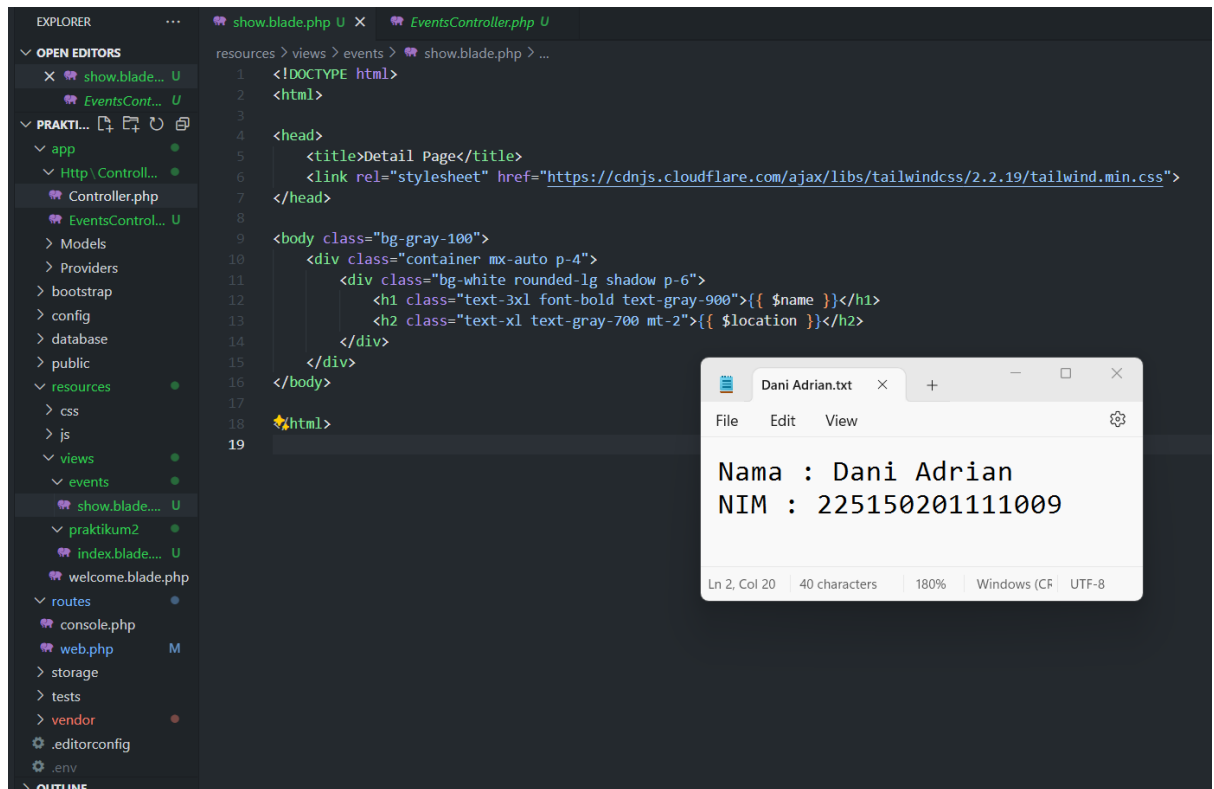 EXPLORER ...
OPEN EDITORS
show.blade... U
EventsCont... U
PRAKTI...
app
Http\Controll...
Controller.php
EventsControl... U
Models
Providers
bootstrap
config
database
public
resources
css
js
views
events
show.blade.... U
praktikum2
index.blade.... U
welcome.blade.php
routes
console.php
web.php M
storage
tests
vendor
.editorconfig
.env
OUTLINE
show.blade.php U
EventsController.php U
resources > views > events > show.blade.php > ...
1 <!DOCTYPE html>
2 <html>
3
4 <head>
5 <title>Detail Page</title>
6 <link rel="stylesheet" href="https://cdnjs.cloudflare.com/ajax/libs/tailwindcss/2.2.19/tailwind.min.css">
7 </head>
8
9 <body class="bg-gray-100">
10 <div class="container mx-auto p-4">
11 <div class="bg-white rounded-lg shadow p-6">
12 <h1 class="text-3xl font-bold text-gray-900">{{ $name }}</h1>
13 <h2 class="text-xl text-gray-700 mt-2">{{ $location }}</h2>
14 </div>
15 </div>
16 </body>
17
18 html>
19
Dani Adrian.txt
File Edit View
Nama : Dani Adrian
NIM : 225150201111009
Ln 2, Col 20 40 characters 180% Windows (CR UTF-8